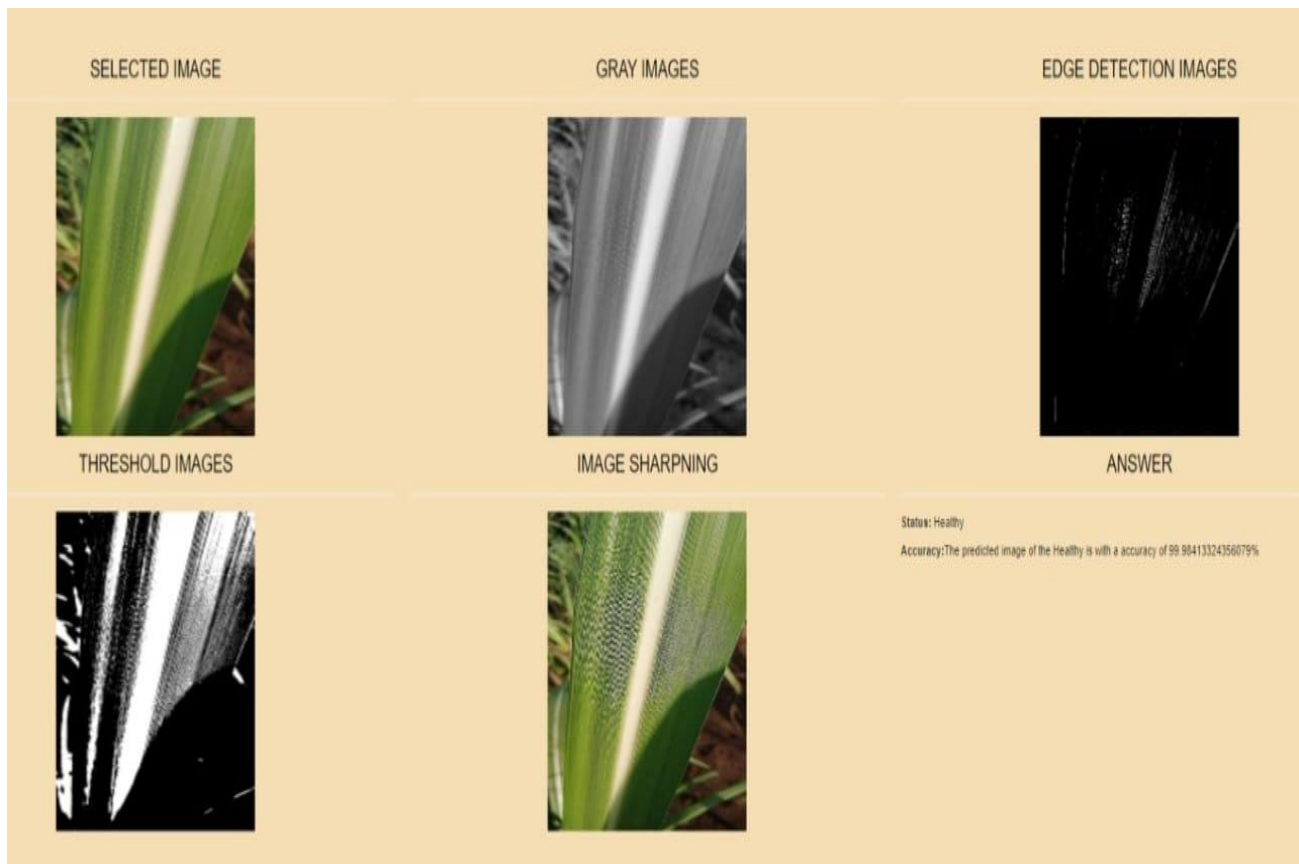 SELECTED IMAGE
GRAY IMAGES
EDGE DETECTION IMAGES
THRESHOLD IMAGES
IMAGE SHARPNING
ANSWER
Status: Healthy
Accuracy:The predicted image of the Healthy is with a accuracy of 99.98413324356079%